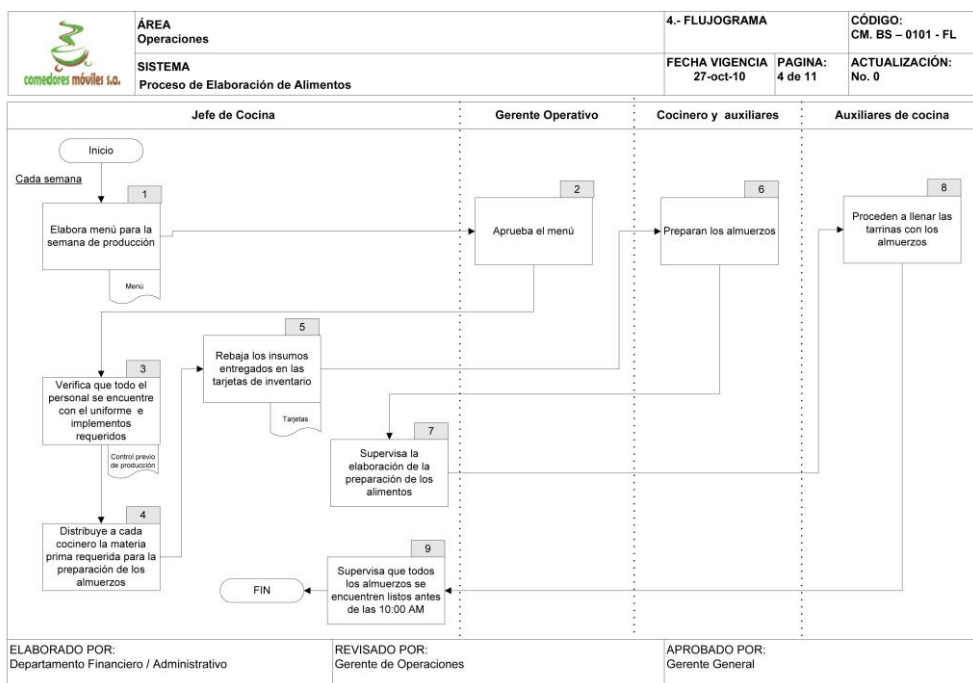 comedores móviles s.a.
ÁREA
Operaciones
4.- FLUJOGRAMA
CÓDIGO:
CM. BS – 0101 - FL
SISTEMA
Proceso de Elaboración de Alimentos
FECHA VIGENCIA
27-oct-10
PAGINA:
4 de 11
ACTUALIZACIÓN:
No. 0
Jefe de Cocina
Gerente Operativo
Cocinero y auxiliares
Auxiliares de cocina
Inicio
Cada semana
1
Elabora menú para la
semana de producción
Menú
2
Aprueba el menú
6
Preparan los almuerzos
8
Proceden a llenar las
tarrinas con los
almuerzos
5
Rebaja los insumos
entregados en las
tarjetas de inventario
Tarjetas
3
Verifica que todo el
personal se encuentre
con el uniforme e
implementos
requeridos
Control previo
de producción
7
Supervisa la
elaboración de la
preparación de los
alimentos
4
Distribuye a cada
cocinero la materia
prima requerida para la
preparación de los
almuerzos
9
Supervisa que todos
los almuerzos se
encuentren listos antes
de las 10:00 AM
FIN
ELABORADO POR:
Departamento Financiero / Administrativo
REVISADO POR:
Gerente de Operaciones
APROBADO POR:
Gerente General